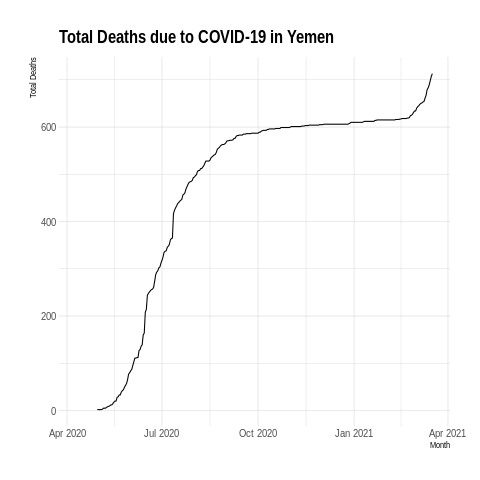 Total Deaths due to COVID-19 in Yemen
Total Deaths
600
400
200
0
Apr 2020
Jul 2020
Oct 2020
Jan 2021
Apr 2021
Month